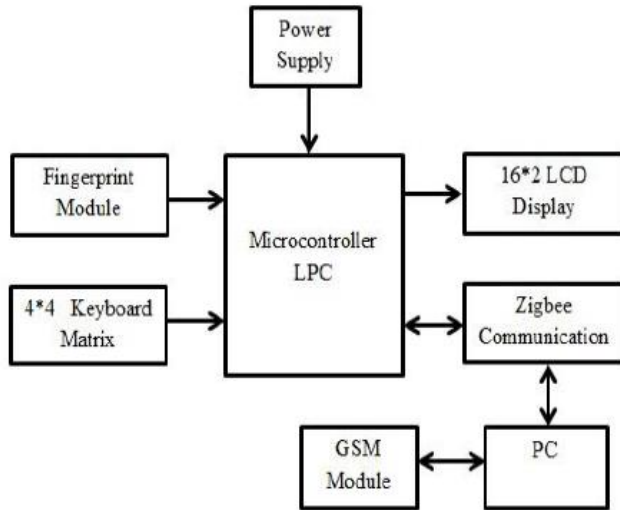 Power
Supply
Fingerprint
Module
16*2 LCD
Display
Microcontroller
LPC
4*4 Keyboard
Matrix
Zigbee
Communication
GSM
Module
PC